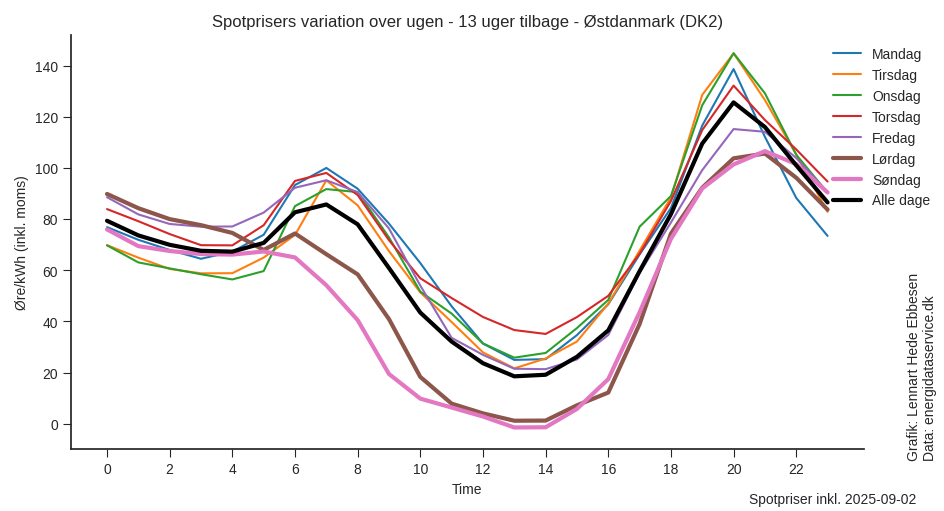 Spotprisers variation over ugen - 13 uger tilbage - Østdanmark (DK2)
Øre/kWh (inkl. moms)
140
120
100
80
60
40
20
0
0 2 4 6 8 10 12 14 16 18 20 22
Time
Mandag
Tirsdag
Onsdag
Torsdag
Fredag
Lørdag
Søndag
Alle dage
Grafik: Lennart Hede Ebbesen
Data: energidataservice.dk
Spotpriser inkl. 2025-09-02